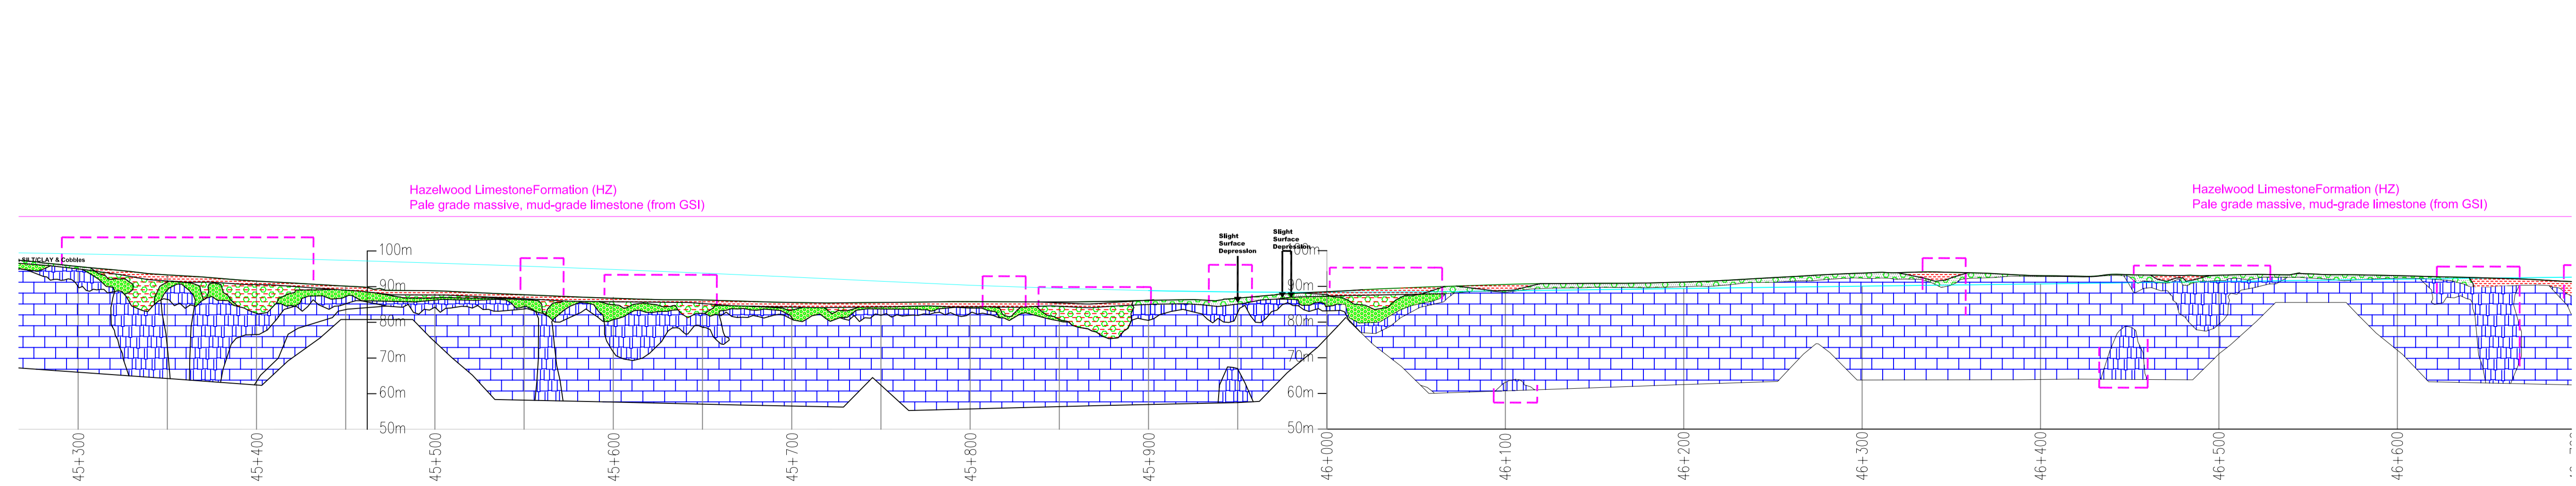 Hazelwood LimestoneFormation (HZ)
Pale grade massive, mud-grade limestone (from GSI)
Hazelwood LimestoneFormation (HZ)
Pale grade massive, mud-grade limestone (from GSI)
Slight
Surface
Depression
Slight
Surface
Depression
SILT/CLAY & Cobbles
100m
90m
80m
70m
60m
50m
90m
80m
70m
60m
50m
45+300
45+400
45+500
45+600
45+700
45+800
45+900
46+000
46+100
46+200
46+300
46+400
46+500
46+600